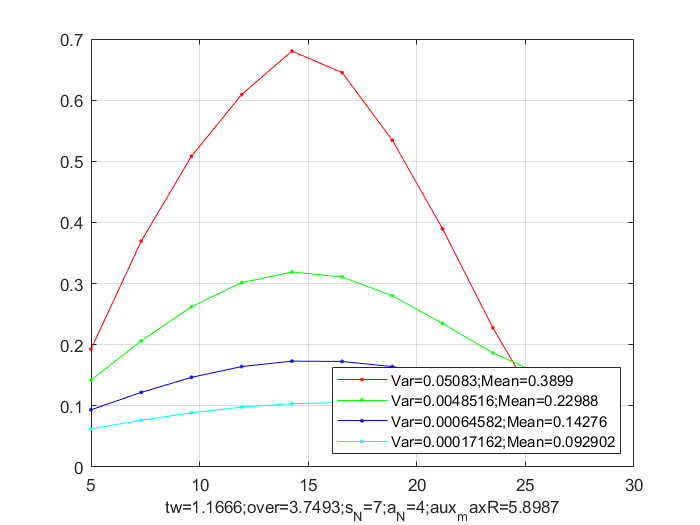 0.7
0.6
0.5
0.4
0.3
0.2
0.1
0
5
10
15
20
25
30
Var=0.05083;Mean=0.3899
Var=0.0048516;Mean=0.22988
Var=0.00064582;Mean=0.14276
Var=0.00017162;Mean=0.092902
tw=1.1666;over=3.7493;s_N=7;a_N=4;aux_maxR=5.8987